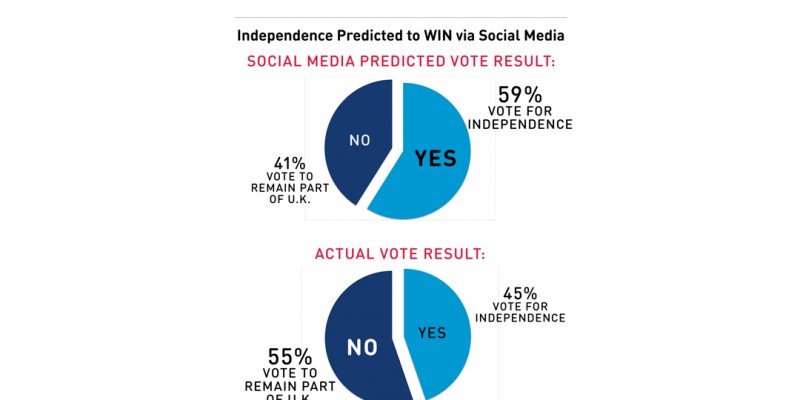 Independence Predicted to WIN via Social Media
SOCIAL MEDIA PREDICTED VOTE RESULT:
59%
VOTE FOR
INDEPENDENCE
NO
YES
41%
VOTE TO
REMAIN PART
OF U.K.
ACTUAL VOTE RESULT:
45%
VOTE FOR
INDEPENDENCE
YES
NO
55%
VOTE TO
REMAIN PART
OF U.K.